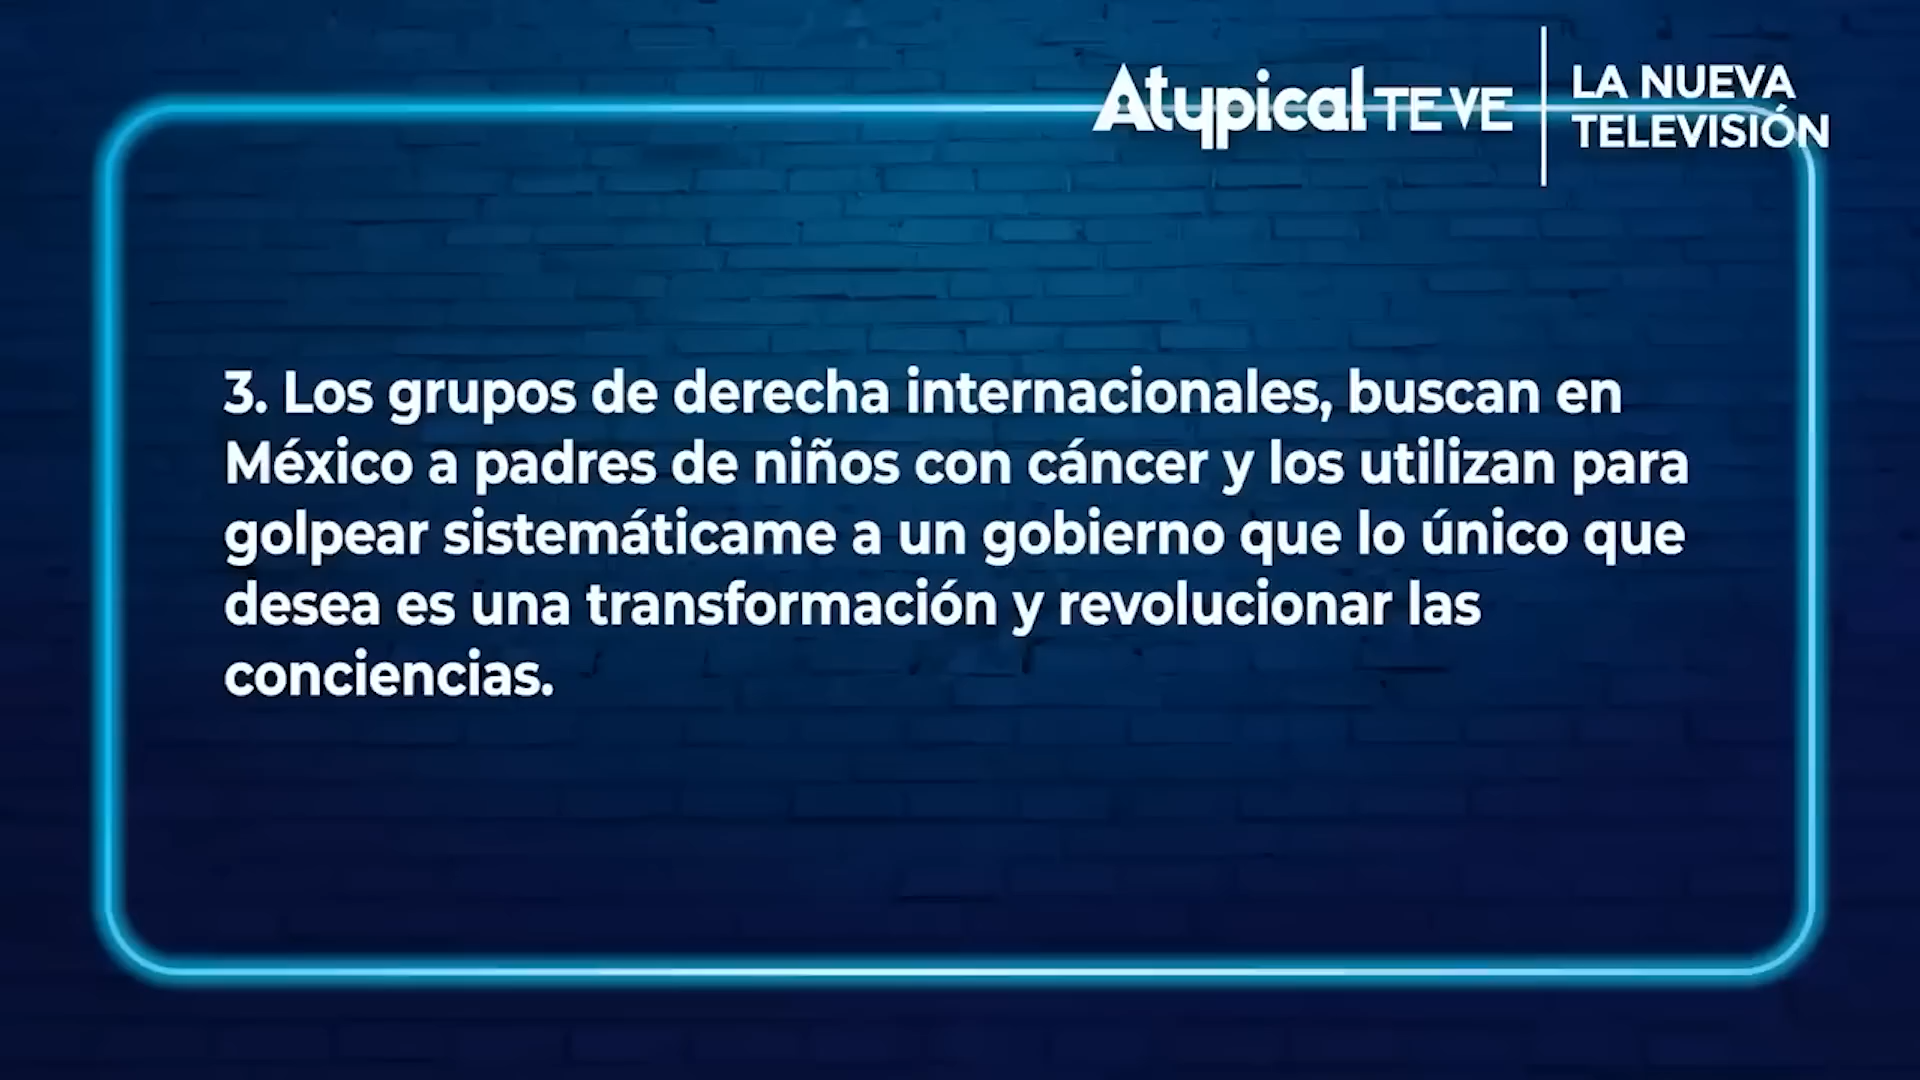 Atypical TE VE
LA NUEVA
TELEVISIÓN
3. Los grupos de derecha internacionales, buscan en
México a padres de niños con cáncer y los utilizan para
golpear sistemáticame a un gobierno que lo único que
desea es una transformación y revolucionar las
conciencias.